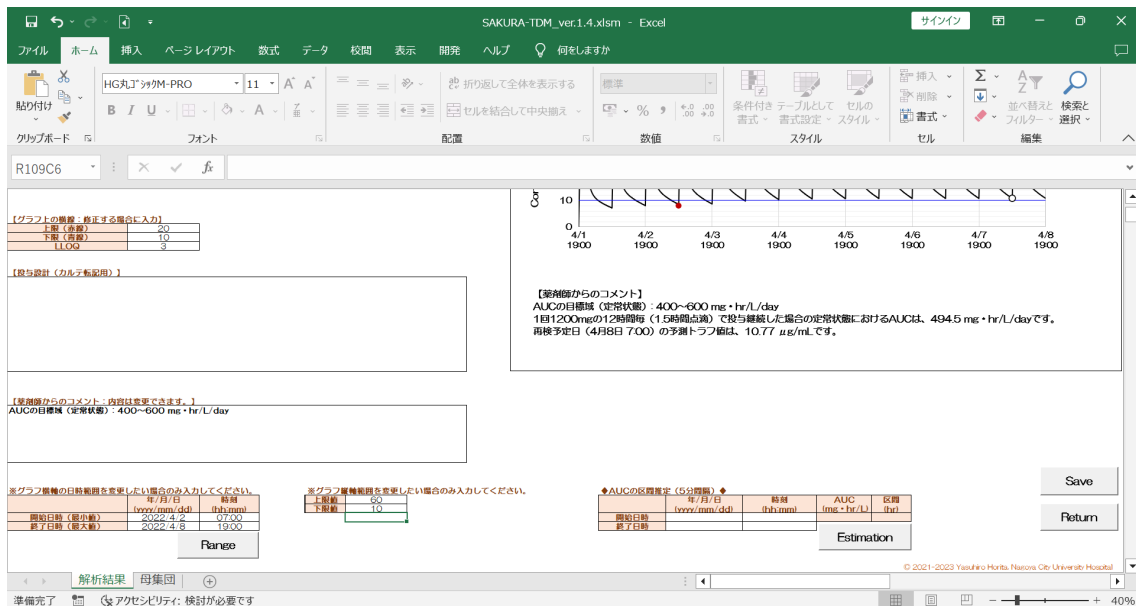 SAKURA-TDM_ver.1.4.xlsm - Excel
サインイン
ファイル ホーム 挿入 ページ レイアウト 数式 データ 校閲 表示 開発 ヘルプ 何をしますか
貼り付け
クリップボード
HG丸ｺﾞｼｯｸM-PRO 11
B I U
フォント
折り返して全体を表示する
セルを結合して中央揃え
配置
標準
数値
条件付き 書式
テーブルとして 書式設定
セルの スタイル
スタイル
挿入
削除
書式
セル
並べ替えと フィルター
検索と 選択
編集
R109C6
fx
【グラフ上の横線：修正する場合に入力】
上限（赤線） 20
下限（青線） 10
LLOQ 3
Cor
10
0
4/1 4/2 4/3 4/4 4/5 4/6 4/7 4/8
19:00 19:00 19:00 19:00 19:00 19:00 19:00 19:00
【投与設計（カルテ転記用）】
【薬剤師からのコメント】
AUCの目標域（定常状態）：400～600 mg・hr/L/day
1回1200mgの12時間毎（1.5時間点滴）で投与継続した場合の定常状態におけるAUCは、494.5 mg・hr/L/dayです。
再検予定日（4月8日 7:00）の予測トラフ値は、10.77 μg/mLです。
【薬剤師からのコメント：内容は変更できます。】
AUCの目標域（定常状態）：400～600 mg・hr/L/day
※グラフ横軸の日時範囲を変更したい場合のみ入力してください。
年/月/日 時刻
(yyyy/mm/dd) (hh:mm)
開始日時（最小値） 2022/4/2 07:00
終了日時（最大値） 2022/4/8 19:00
Range
※グラフ縦軸範囲を変更したい場合のみ入力してください。
上限値 60
下限値 10
◆AUCの区間推定（5分間隔）◆
年/月/日 時刻 AUC 区間
(yyyy/mm/dd) (hh:mm) (mg・hr/L) (hr)
開始日時
終了日時
Estimation
Save
Return
© 2021-2023 Yasuhiro Horita. Nagoya City University Hospital
解析結果 母集団
準備完了 アクセシビリティ: 検討が必要です
40%